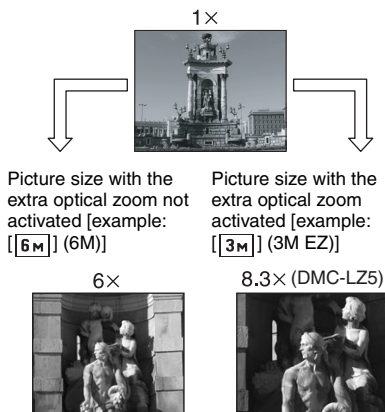 1×
Picture size with the
extra optical zoom not
activated [example:
[6M] (6M)]
Picture size with the
extra optical zoom
activated [example:
[3M] (3M EZ)]
6×
8.3× (DMC-LZ5)